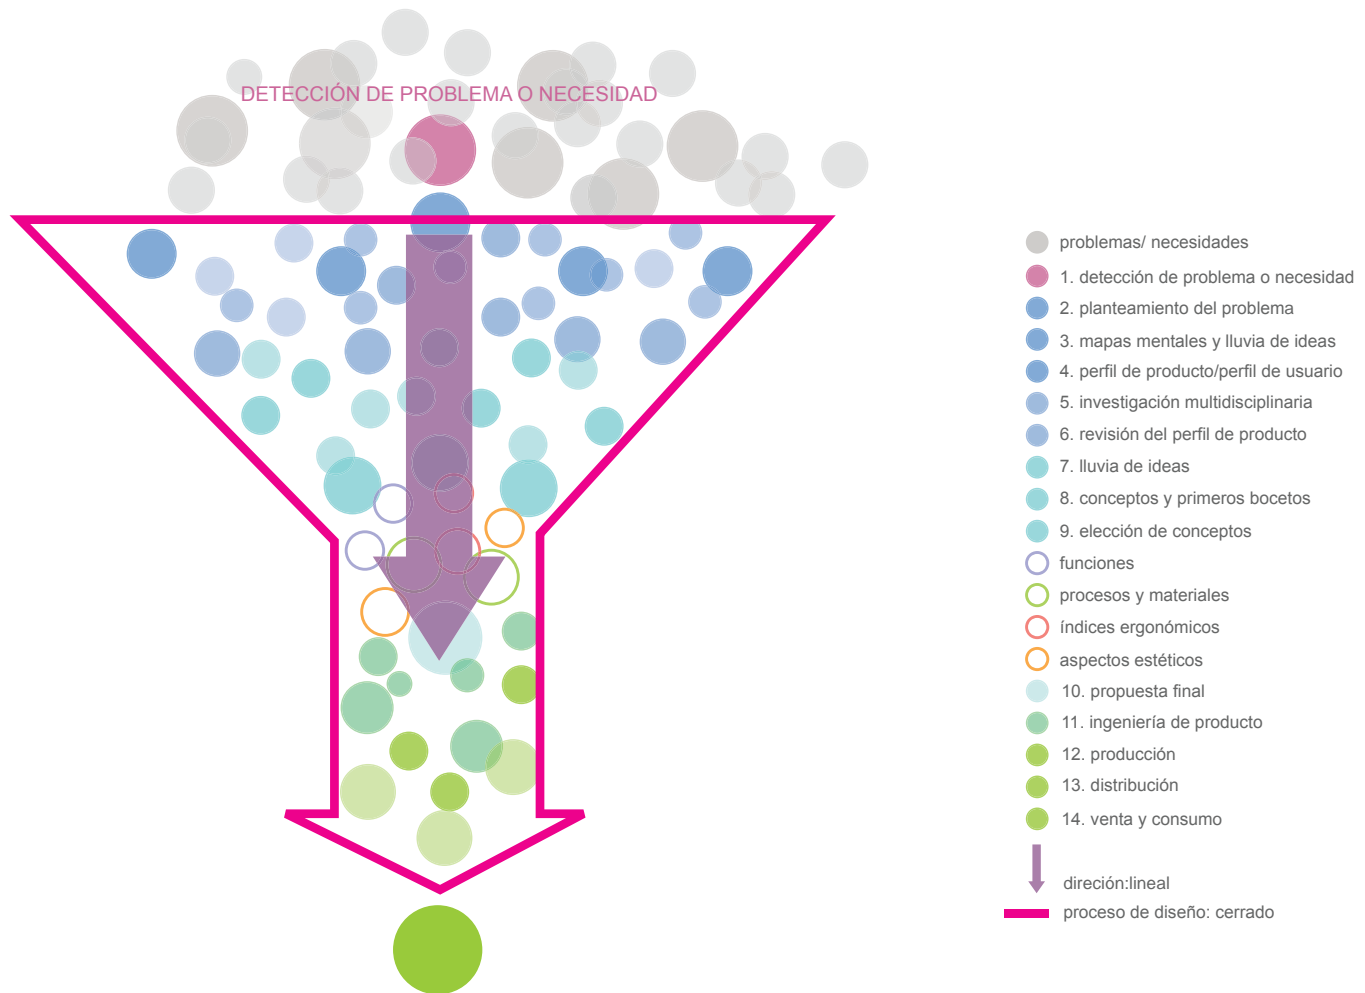 DETECCIÓN DE PROBLEMA O NECESIDAD
problemas/ necesidades
1. detección de problema o necesidad
2. planteamiento del problema
3. mapas mentales y lluvia de ideas
4. perfil de producto/perfil de usuario
5. investigación multidisciplinaria
6. revisión del perfil de producto
7. lluvia de ideas
8. conceptos y primeros bocetos
9. elección de conceptos
funciones
procesos y materiales
índices ergonómicos
aspectos estéticos
10. propuesta final
11. ingeniería de producto
12. producción
13. distribución
14. venta y consumo
direción:lineal
proceso de diseño: cerrado